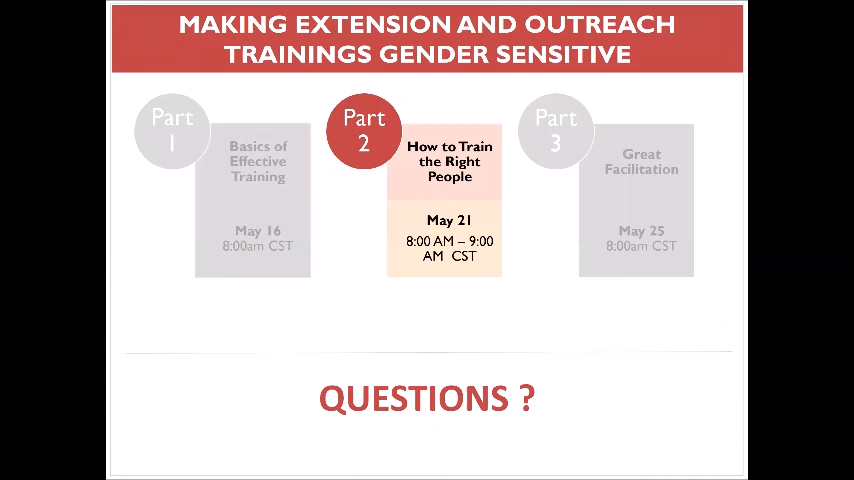 MAKING EXTENSION AND OUTREACH
TRAININGS GENDER SENSITIVE
Part
1
Basics of
Effective
Training
May 16
8:00am CST
Part
2
How to Train
the Right
People
May 21
8:00 AM – 9:00
AM CST
Part
3
Great
Facilitation
May 25
8:00am CST
QUESTIONS ?